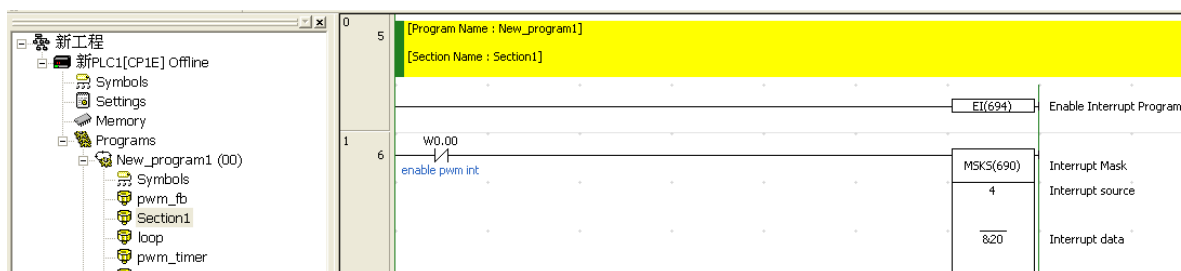 新工程
新PLC1[CP1E] Offline
Symbols
Settings
Memory
Programs
New_program1 (00)
Symbols
pwm_fb
Section1
loop
pwm_timer
0
5
[Program Name : New_program1]
[Section Name : Section1]
EI(694)
Enable Interrupt Program
1
6
W0.00
enable pwm int
MSKS(690)
Interrupt Mask
4
Interrupt source
&20
Interrupt data